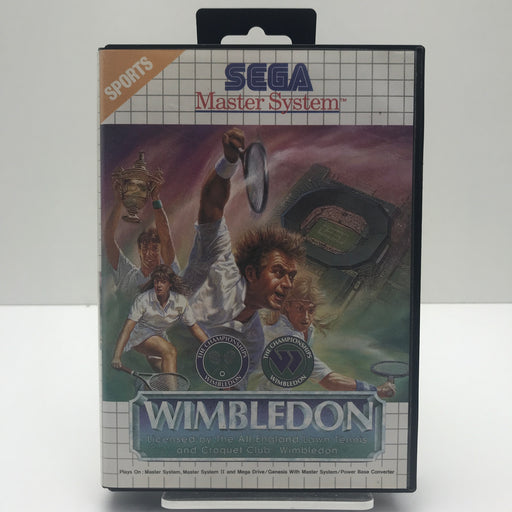 SPORTS
SEGA
Master System™
THE CHAMPIONSHIPS
WIMBLEDON
THE CHAMPIONSHIPS
WIMBLEDON
WIMBLEDON
Licensed by The All England Lawn Tennis
and Croquet Club, Wimbledon
Plays On: Master System, Master System II and Mega Drive/Genesis With Master System/Power Base Converter